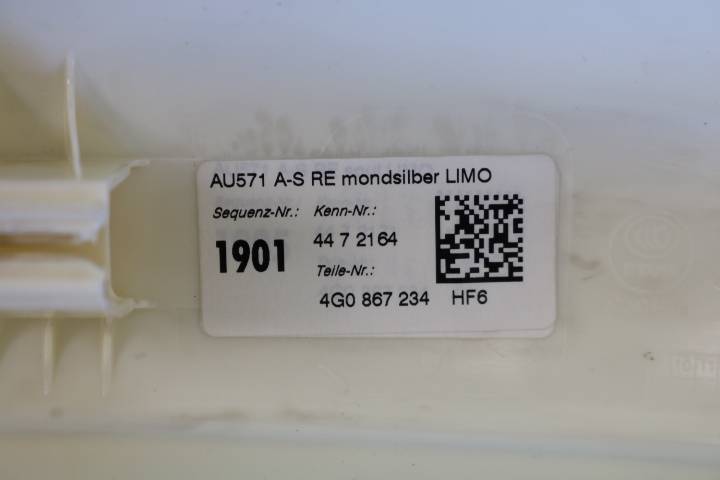 AU571 A-S RE mondsilber LIMO
Sequenz-Nr.: Kenn-Nr.:
1901 44 7 2164
Teile-Nr.:
4G0 867 234 HF6